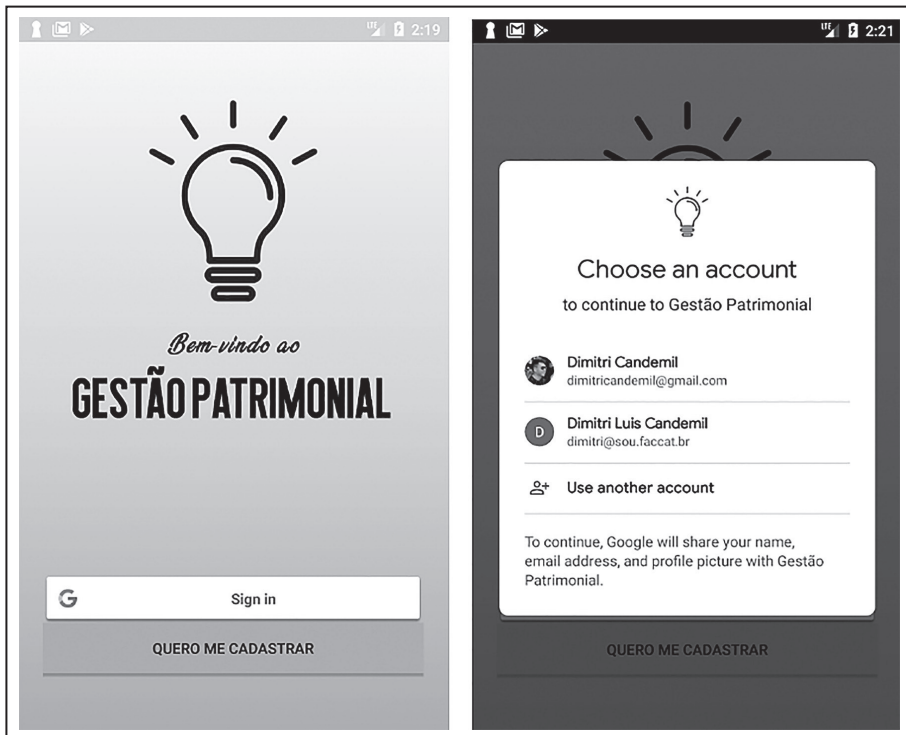 LTE 2:19
Bem-vindo ao
GESTÃO PATRIMONIAL
G Sign in
QUERO ME CADASTRAR
LTE 2:21
Choose an account
to continue to Gestão Patrimonial
Dimitri Candemil
dimitricandemil@gmail.com
D
Dimitri Luis Candemil
dimitri@sou.faccat.br
Use another account
To continue, Google will share your name,
email address, and profile picture with Gestão
Patrimonial.
QUERO ME CADASTRAR